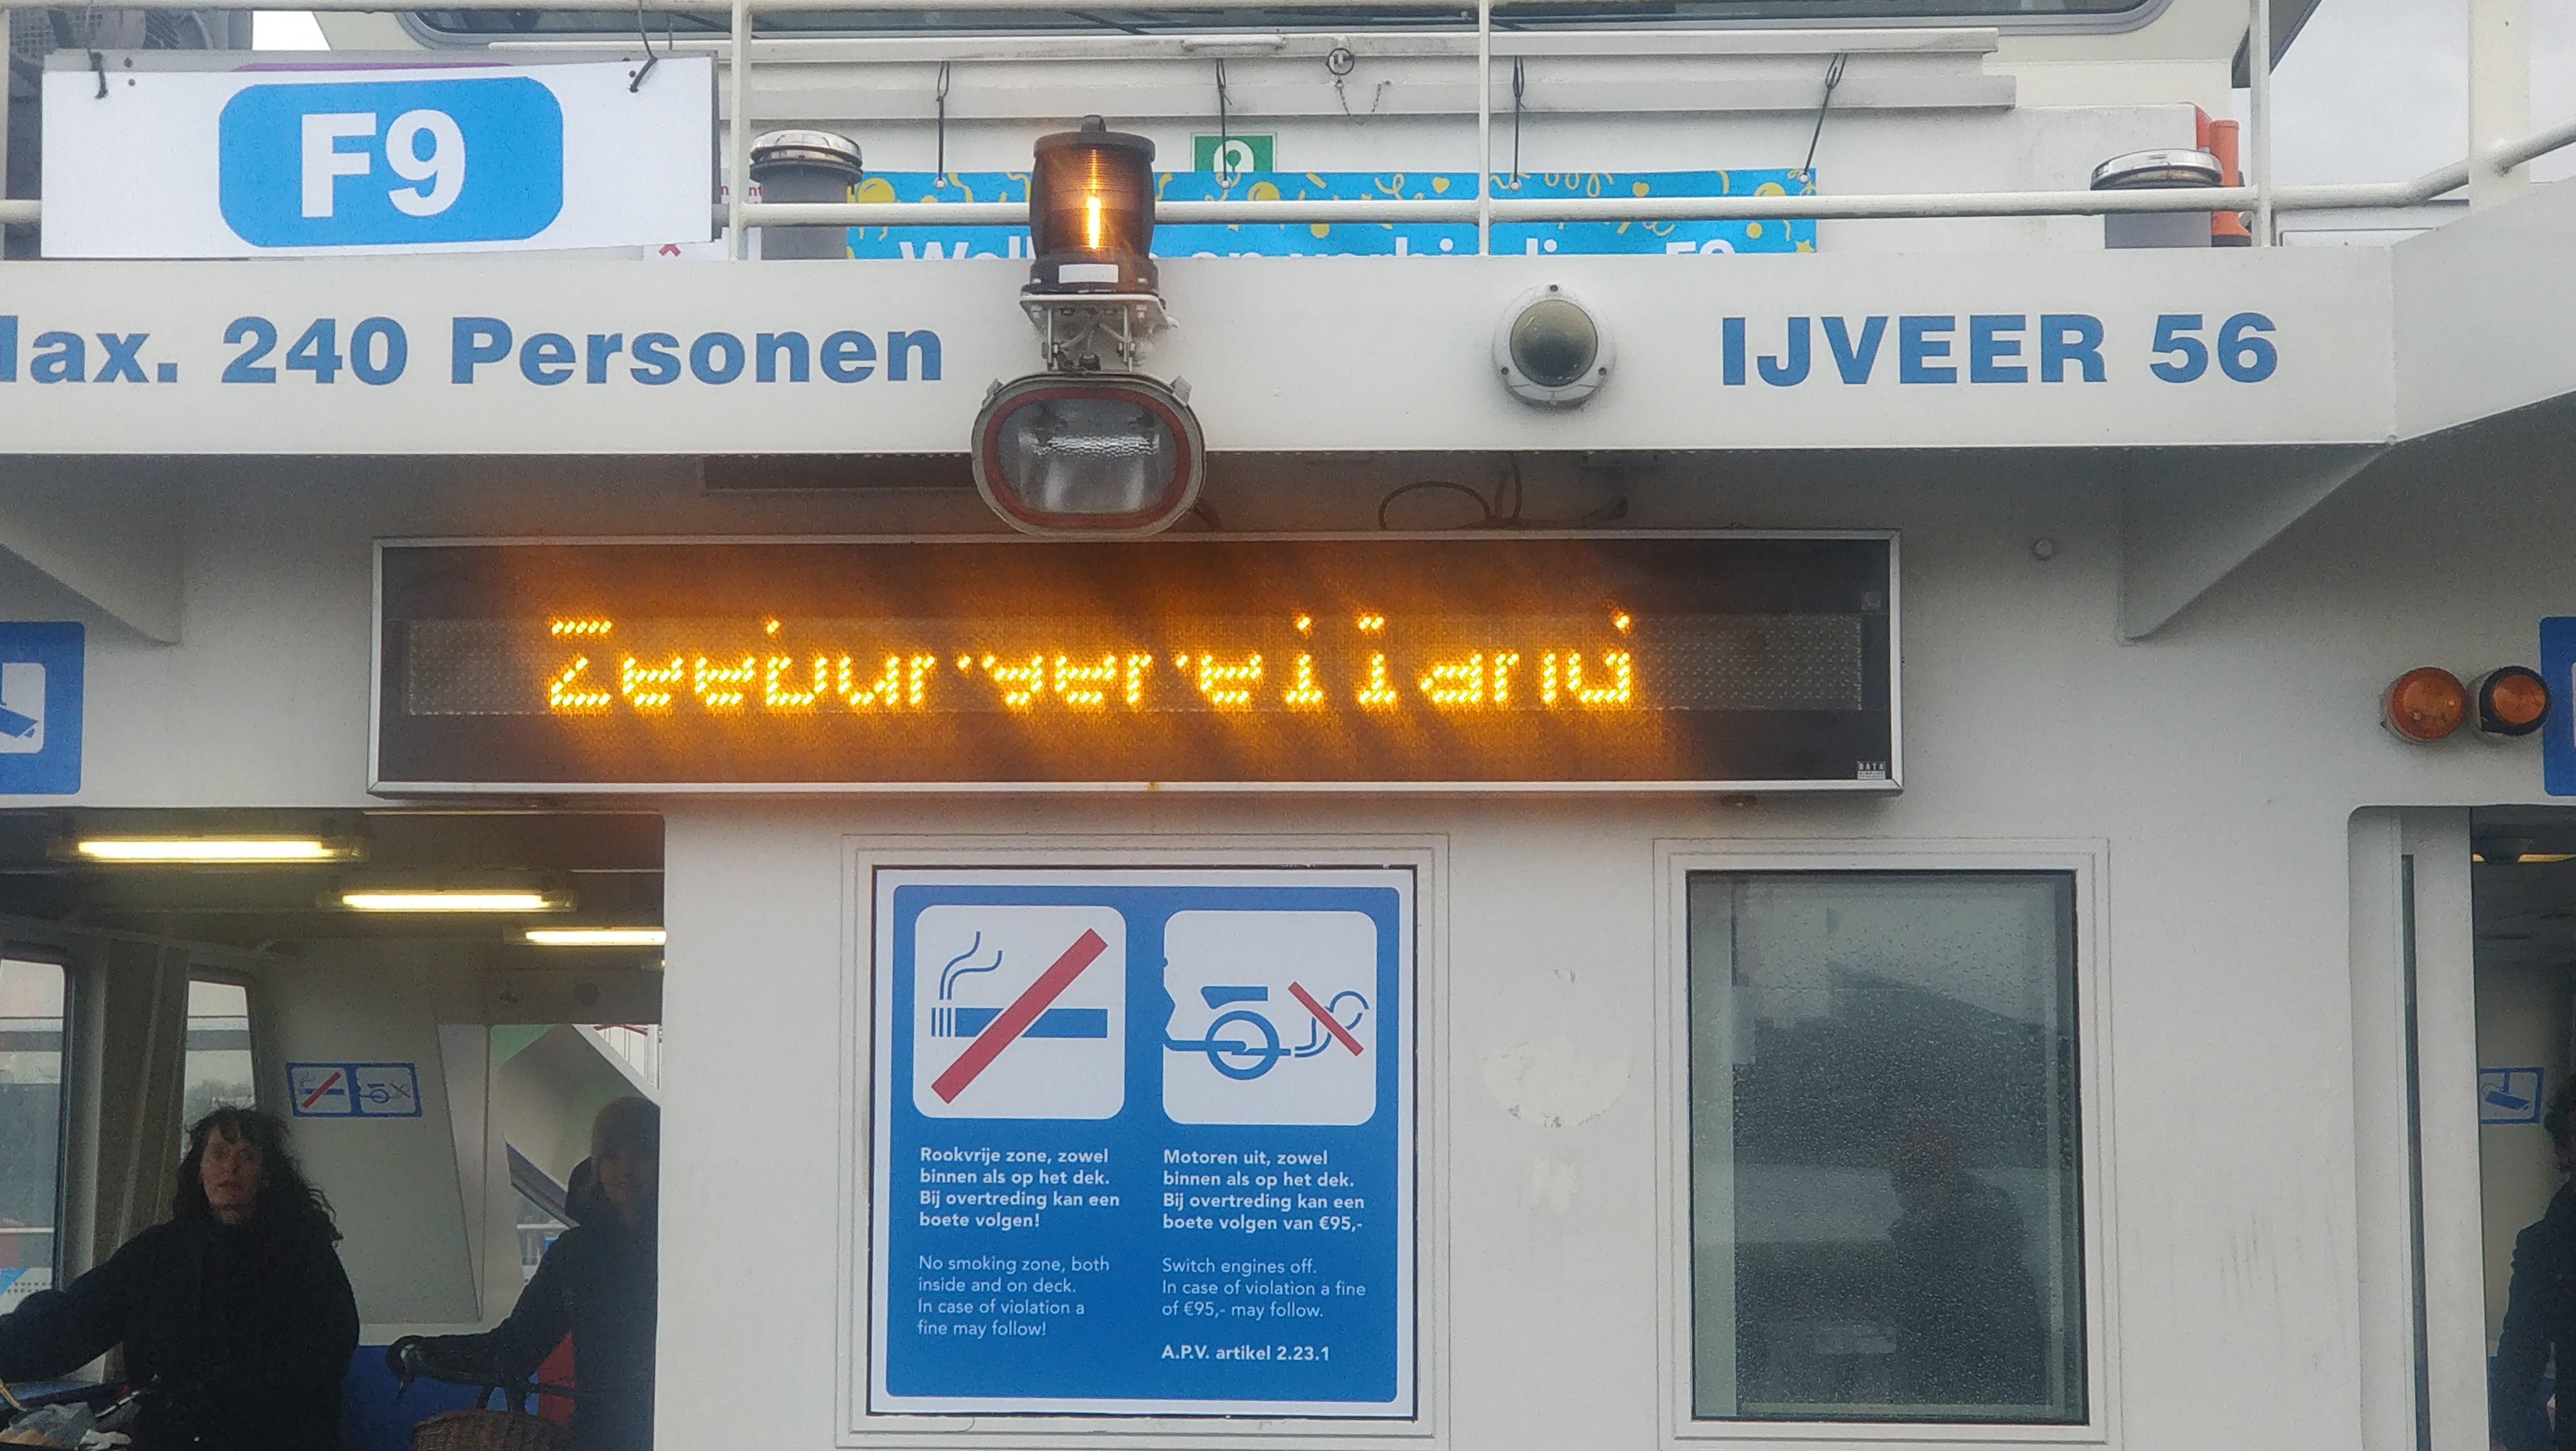 F9
Max. 240 Personen
IJVEER 56
Zeeburgereiland
Rookvrije zone, zowel
binnen als op het dek.
Bij overtreding kan een
boete volgen!
No smoking zone, both
inside and on deck.
In case of violation a
fine may follow!
Motoren uit, zowel
binnen als op het dek.
Bij overtreding kan een
boete volgen van €95,-
Switch engines off.
In case of violation a fine
of €95,- may follow.
A.P.V. artikel 2.23.1